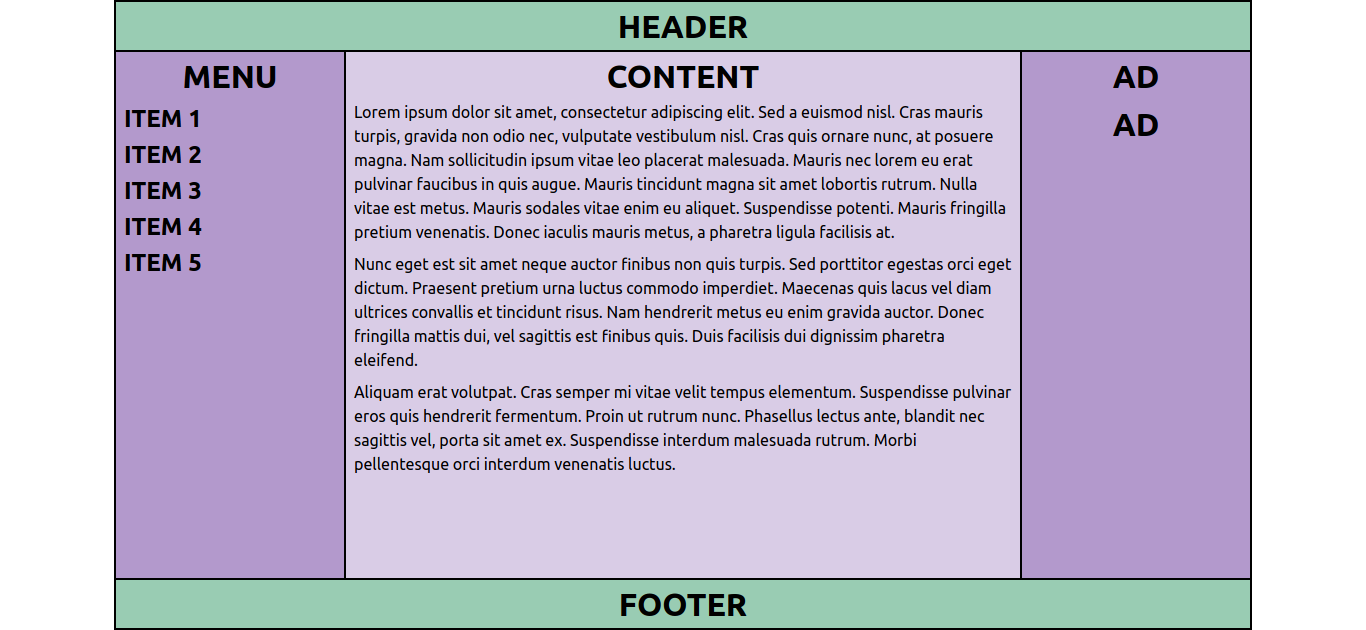 HEADER
MENU
ITEM 1
ITEM 2
ITEM 3
ITEM 4
ITEM 5
CONTENT
Lorem ipsum dolor sit amet, consectetur adipiscing elit. Sed a euismod nisl. Cras mauris
turpis, gravida non odio nec, vulputate vestibulum nisl. Cras quis ornare nunc, at posuere
magna. Nam sollicitudin ipsum vitae leo placerat malesuada. Mauris nec lorem eu erat
pulvinar faucibus in quis augue. Mauris tincidunt magna sit amet lobortis rutrum. Nulla
vitae est metus. Mauris sodales vitae enim eu aliquet. Suspendisse potenti. Mauris fringilla
pretium venenatis. Donec iaculis mauris metus, a pharetra ligula facilisis at.
Nunc eget est sit amet neque auctor finibus non quis turpis. Sed porttitor egestas orci eget
dictum. Praesent pretium urna luctus commodo imperdiet. Maecenas quis lacus vel diam
ultrices convallis et tincidunt risus. Nam hendrerit metus eu enim gravida auctor. Donec
fringilla mattis dui, vel sagittis est finibus quis. Duis facilisis dui dignissim pharetra
eleifend.
Aliquam erat volutpat. Cras semper mi vitae velit tempus elementum. Suspendisse pulvinar
eros quis hendrerit fermentum. Proin ut rutrum nunc. Phasellus lectus ante, blandit nec
sagittis vel, porta sit amet ex. Suspendisse interdum malesuada rutrum. Morbi
pellentesque orci interdum venenatis luctus.
AD
AD
FOOTER